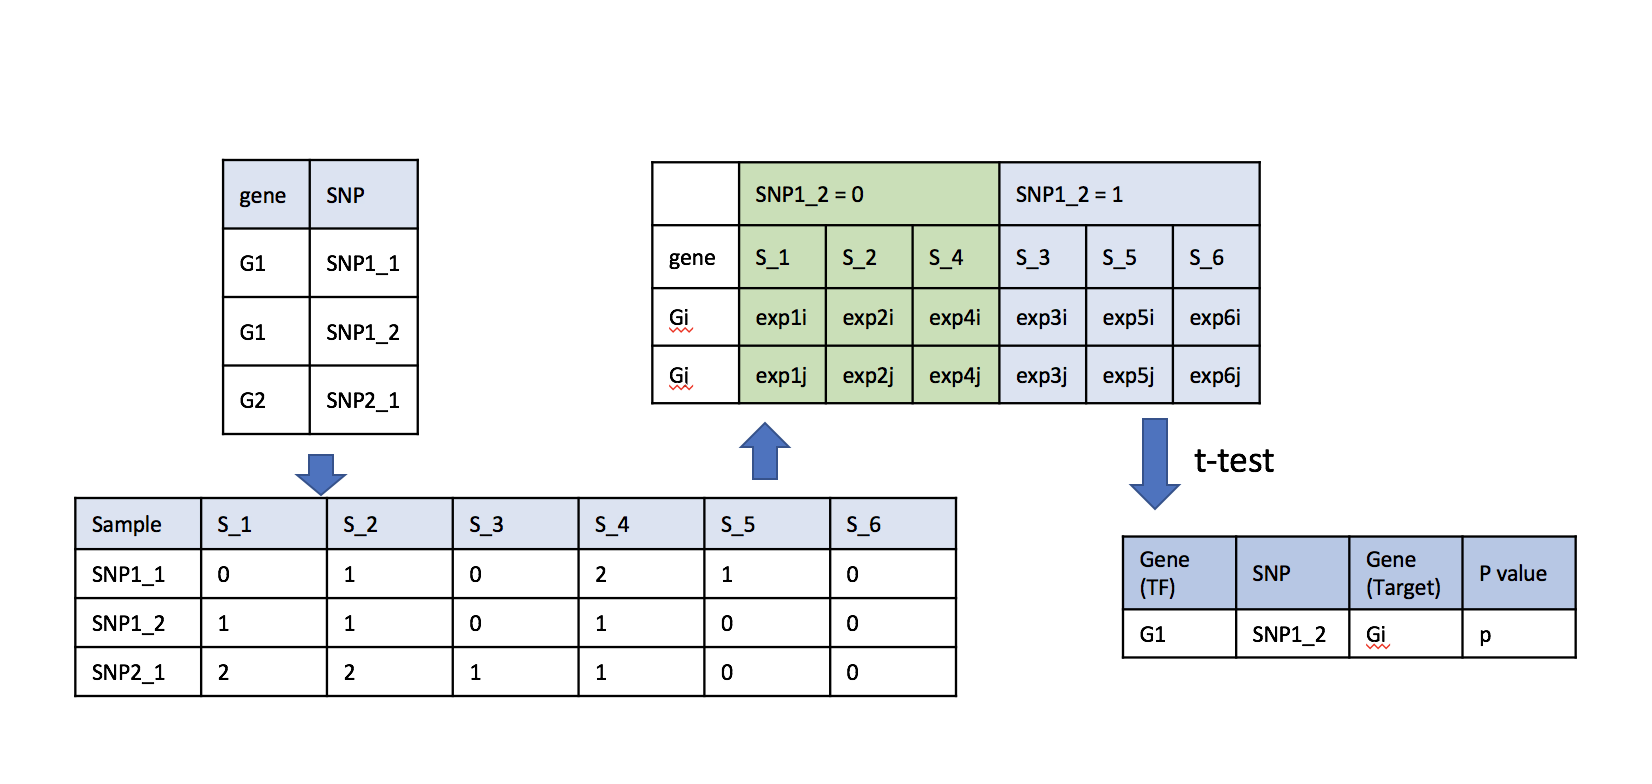 gene SNP
G1 SNP1_1
G1 SNP1_2
G2 SNP2_1
SNP1_2 = 0 SNP1_2 = 1
gene S_1 S_2 S_4 S_3 S_5 S_6
Gi exp1i exp2i exp4i exp3i exp5i exp6i
Gi exp1j exp2j exp4j exp3j exp5j exp6j
t-test
Sample S_1 S_2 S_3 S_4 S_5 S_6
SNP1_1 0 1 0 2 1 0
SNP1_2 1 1 0 1 0 0
SNP2_1 2 2 1 1 0 0
Gene (TF) SNP Gene (Target) P value
G1 SNP1_2 Gi p